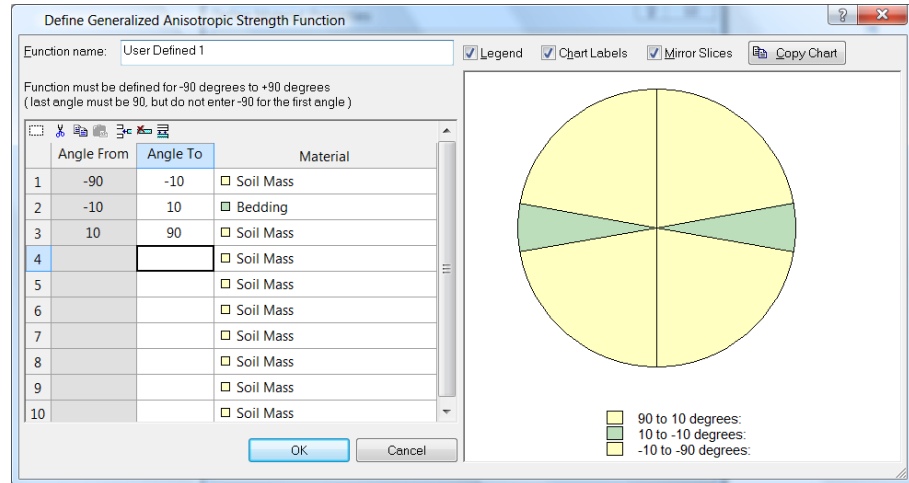 Define Generalized Anisotropic Strength Function
Function name: User Defined 1
Legend Chart Labels Mirror Slices Copy Chart
Function must be defined for -90 degrees to +90 degrees
( last angle must be 90, but do not enter -90 for the first angle )
Angle From Angle To Material
1 -90 -10 Soil Mass
2 -10 10 Bedding
3 10 90 Soil Mass
4 Soil Mass
5 Soil Mass
6 Soil Mass
7 Soil Mass
8 Soil Mass
9 Soil Mass
10 Soil Mass
OK Cancel
90 to 10 degrees:
10 to -10 degrees:
-10 to -90 degrees: